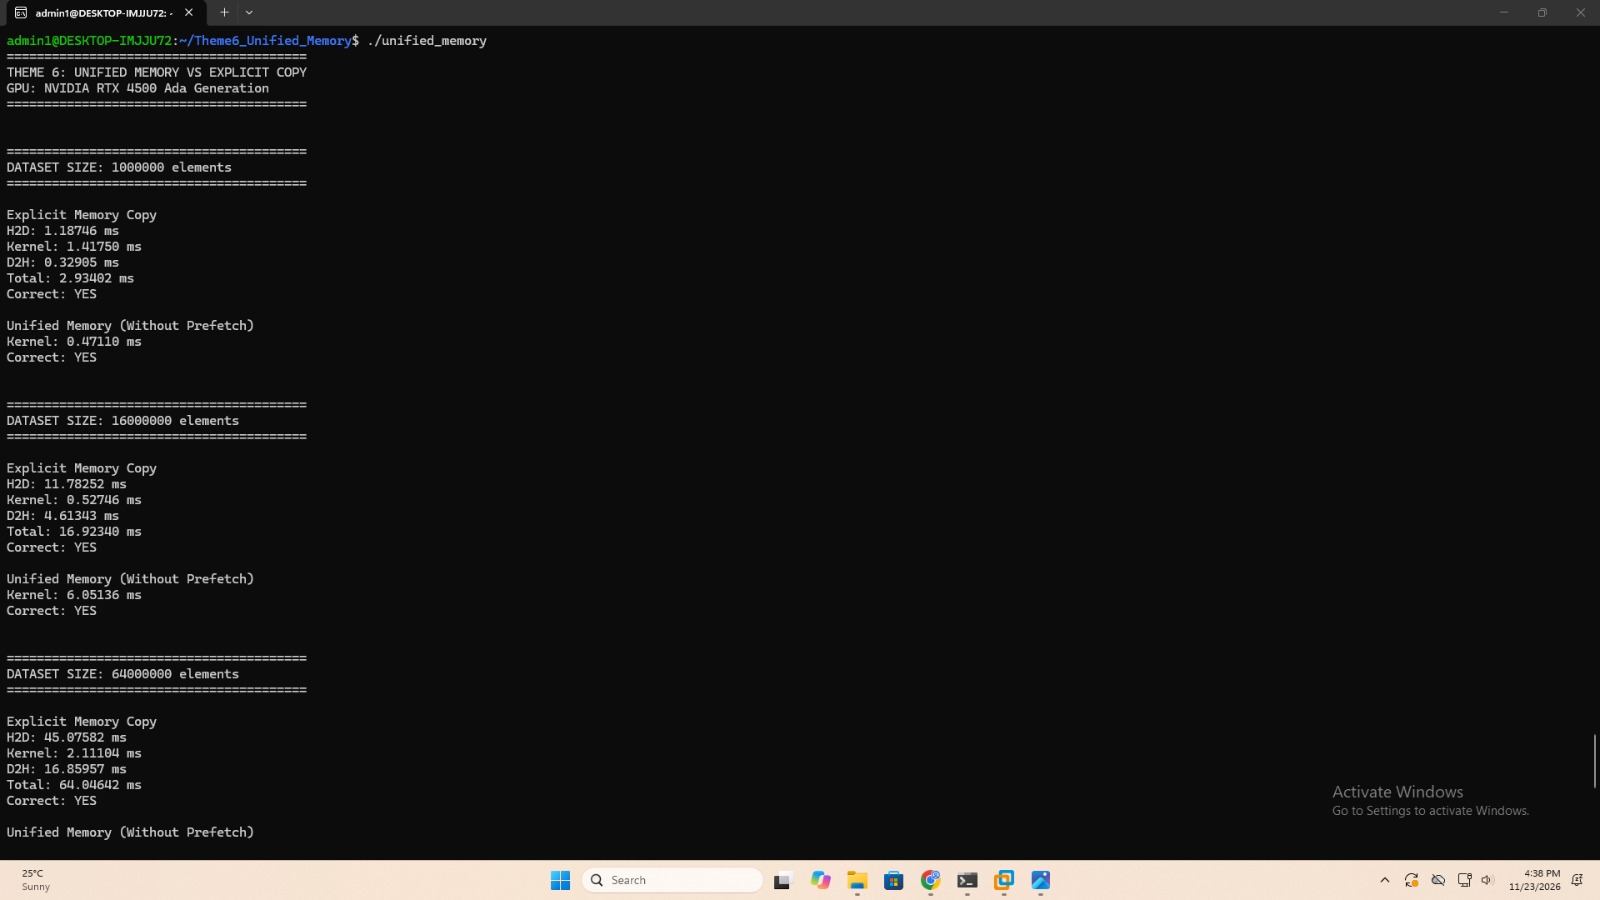 admin1@DESKTOP-IMJJU72: -
admin1@DESKTOP-IMJJU72:~/Theme6_Unified_Memory$ ./unified_memory
========================================
THEME 6: UNIFIED MEMORY VS EXPLICIT COPY
GPU: NVIDIA RTX 4500 Ada Generation
========================================
========================================
DATASET SIZE: 1000000 elements
========================================
Explicit Memory Copy
H2D: 1.18746 ms
Kernel: 1.41750 ms
D2H: 0.32905 ms
Total: 2.93402 ms
Correct: YES
Unified Memory (Without Prefetch)
Kernel: 0.47110 ms
Correct: YES
========================================
DATASET SIZE: 16000000 elements
========================================
Explicit Memory Copy
H2D: 11.78252 ms
Kernel: 0.52746 ms
D2H: 4.61343 ms
Total: 16.92340 ms
Correct: YES
Unified Memory (Without Prefetch)
Kernel: 6.05136 ms
Correct: YES
========================================
DATASET SIZE: 64000000 elements
========================================
Explicit Memory Copy
H2D: 45.07582 ms
Kernel: 2.11104 ms
D2H: 16.85957 ms
Total: 64.04642 ms
Correct: YES
Unified Memory (Without Prefetch)
Activate Windows
Go to Settings to activate Windows.
25°C
Sunny
Search
4:38 PM
11/23/2026